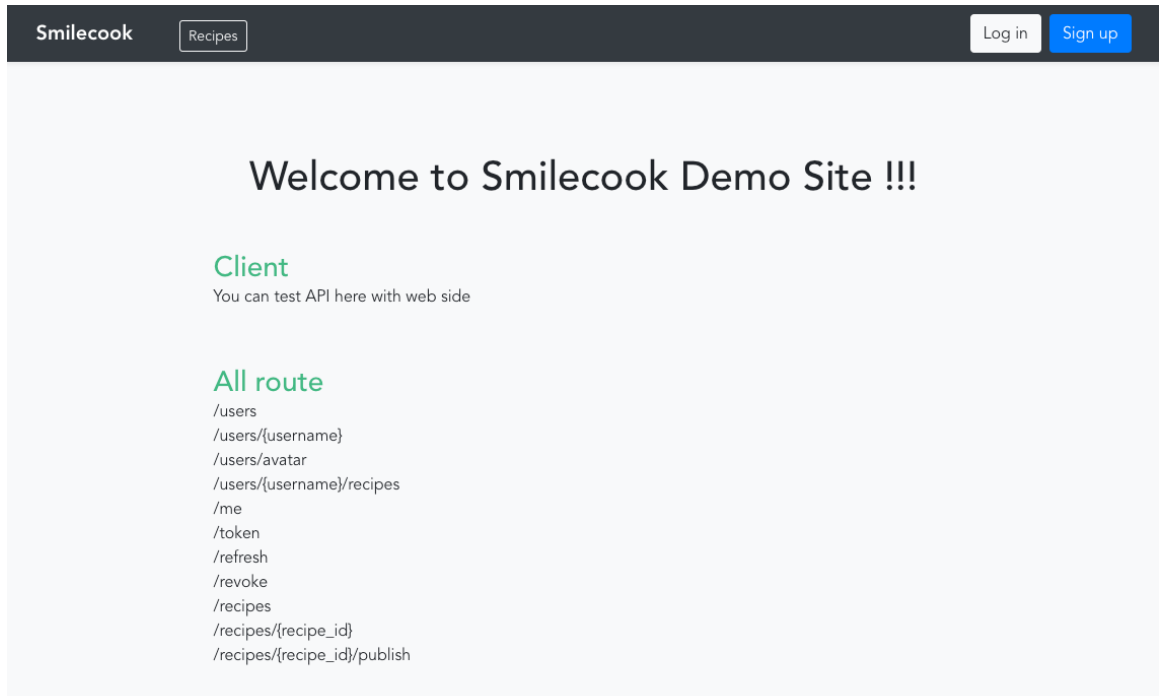 Smilecook
Recipes
Log in
Sign up
Welcome to Smilecook Demo Site !!!
Client
You can test API here with web side
All route
/users
/users/{username}
/users/avatar
/users/{username}/recipes
/me
/token
/refresh
/revoke
/recipes
/recipes/{recipe_id}
/recipes/{recipe_id}/publish